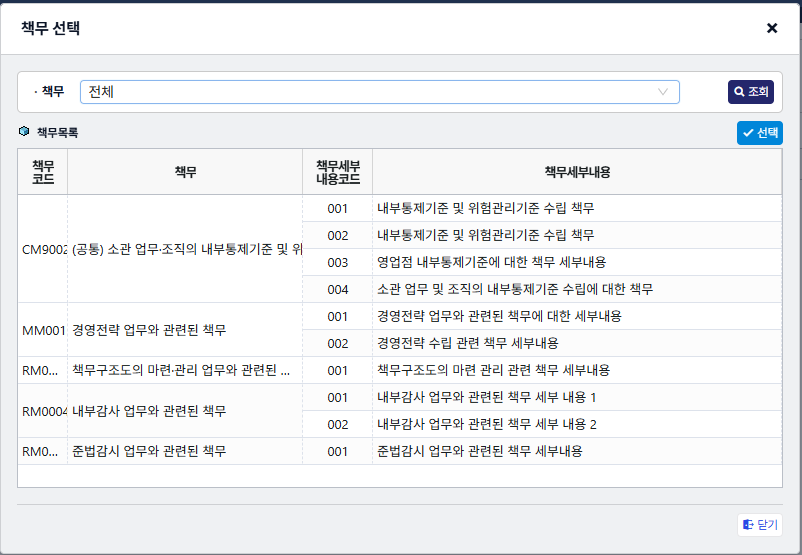 책무 선택
· 책무
전체
조회
책무목록
선택
책무
코드
책무
책무세부
내용코드
책무세부내용
CM9002
(공통) 소관 업무·조직의 내부통제기준 및 위
001
내부통제기준 및 위험관리기준 수립 책무
002
내부통제기준 및 위험관리기준 수립 책무
003
영업점 내부통제기준에 대한 책무 세부내용
004
소관 업무 및 조직의 내부통제기준 수립에 대한 책무
MM001
경영전략 업무와 관련된 책무
001
경영전략 업무와 관련된 책무에 대한 세부내용
002
경영전략 수립 관련 책무 세부내용
RM0...
책무구조도의 마련·관리 업무와 관련된 ...
001
책무구조도의 마련 관리 관련 책무 세부내용
RM0004
내부감사 업무와 관련된 책무
001
내부감사 업무와 관련된 책무 세부 내용 1
002
내부감사 업무와 관련된 책무 세부 내용 2
RM0...
준법감시 업무와 관련된 책무
001
준법감시 업무와 관련된 책무 세부내용
닫기